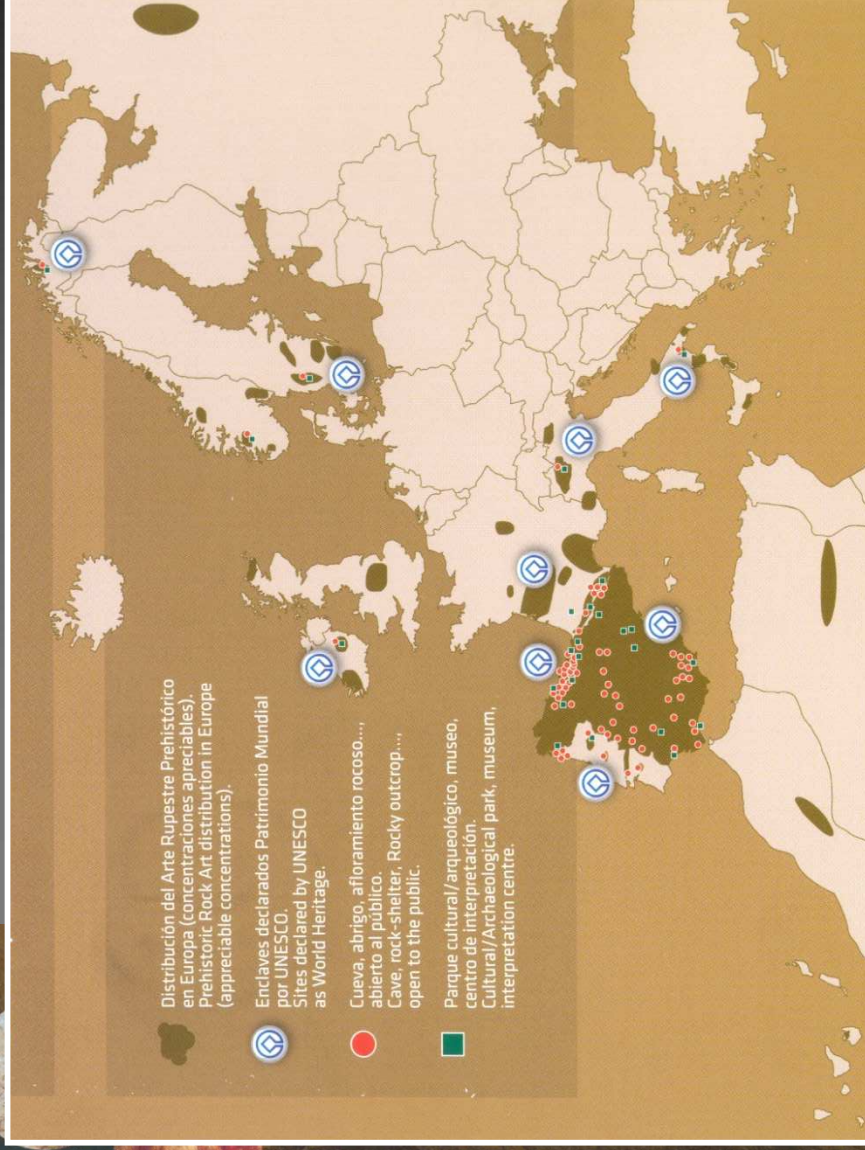 Distribución del Arte Rupestre Prehistórico
en Europa (concentraciones apreciables).
Prehistoric Rock Art distribution in Europe
(appreciable concentrations).
Enclaves declarados Patrimonio Mundial
por UNESCO.
Sites declared by UNESCO
as World Heritage.
Cueva, abrigo, afloramiento rocoso...,
abierto al público.
Cave, rock-shelter, Rocky outcrop...,
open to the public.
Parque cultural/arqueológico, museo,
centro de interpretación.
Cultural/Archaeological park, museum,
interpretation centre.